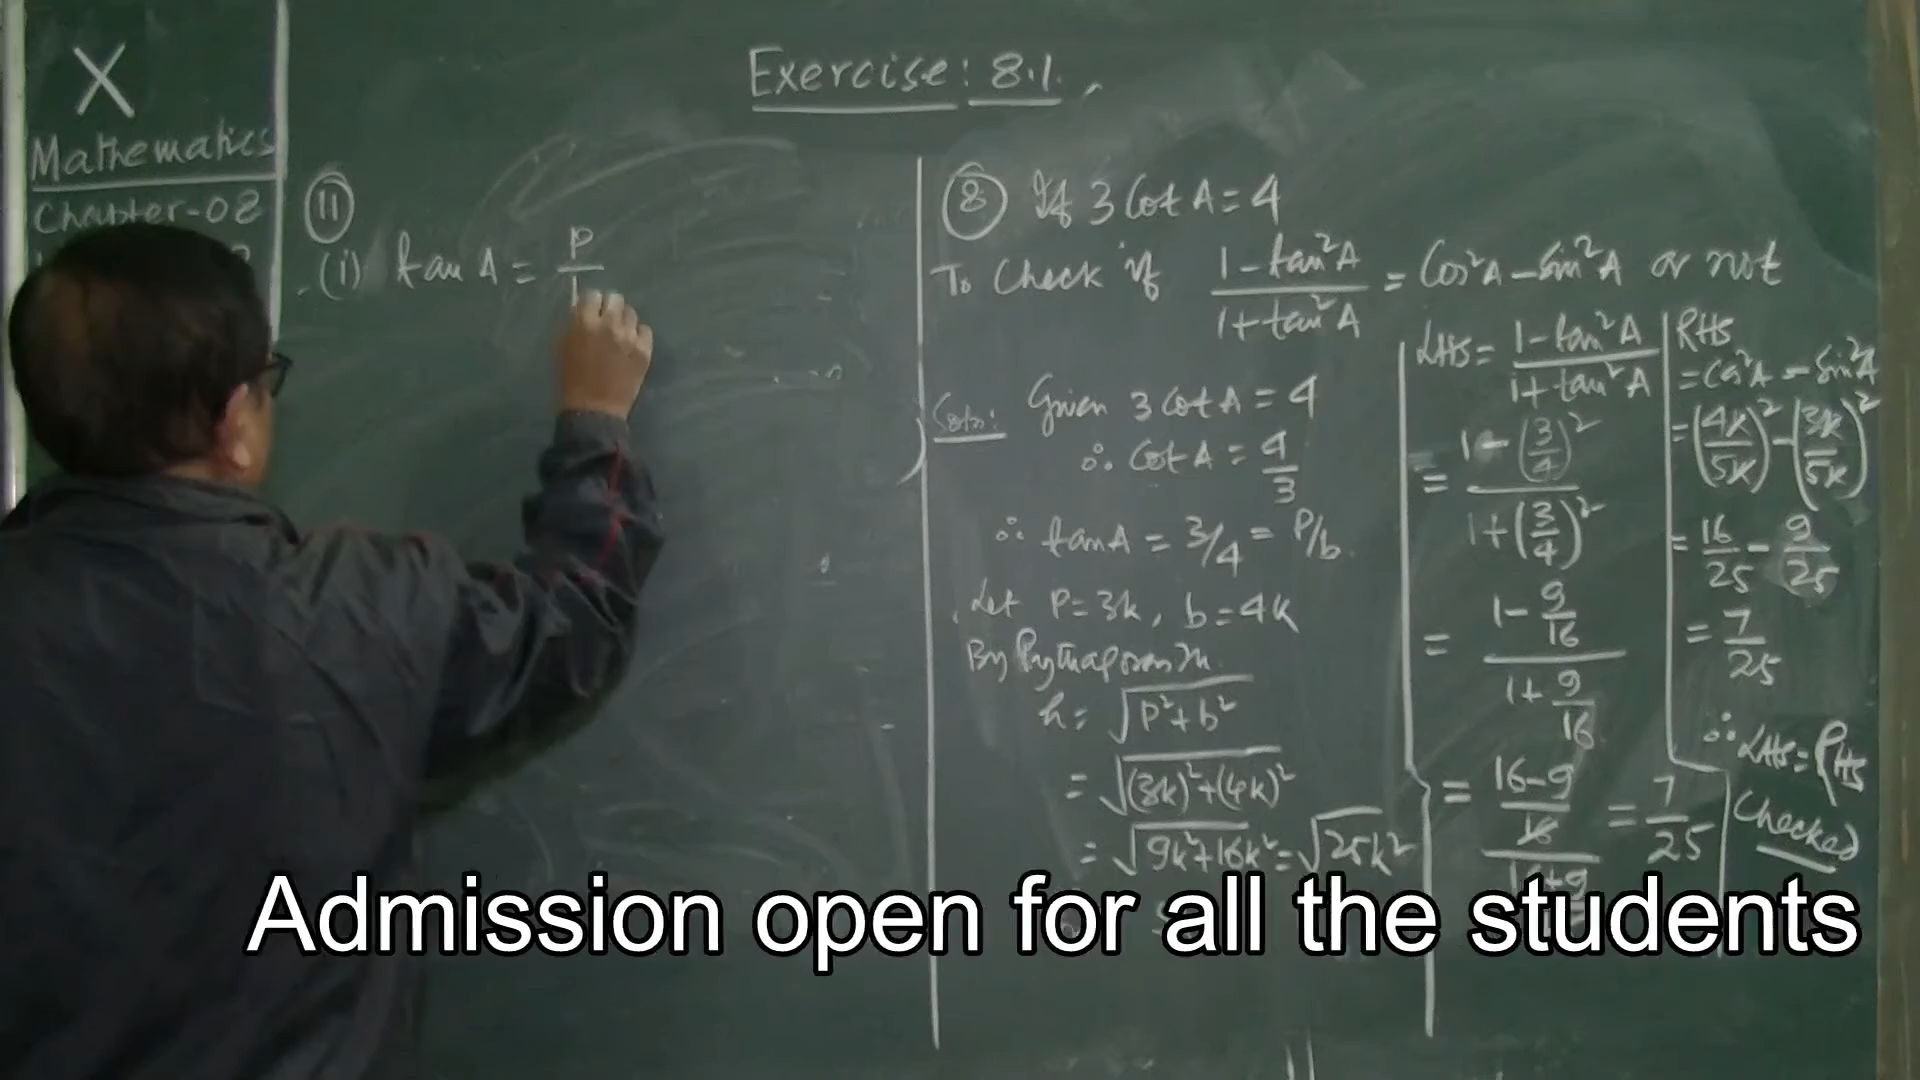 X
Mathematics
Chapter-08
Exercise: 8.1
(11)
(i) tan A = P/
(8) If 3 Cot A = 4
To Check if (1 - tan²A)/(1 + tan²A) = Cos²A - Sin²A or not
Soln: Given 3 Cot A = 4
∴ Cot A = 4/3
∴ tan A = 3/4 = P/b
Let P = 3k, b = 4k
By Pythagoras
h = √(P² + b²)
= √((3k)² + (4k)²)
= √(9k² + 16k²) = √(25k²)
LHS = (1 - tan²A)/(1 + tan²A)
= (1 - (3/4)²)/(1 + (3/4)²)
= (1 - 9/16)/(1 + 9/16)
= (16-9)/16 = 7/25
RHS
= Cos²A - Sin²A
= (4k/5k)² - (3k/5k)²
= 16/25 - 9/25
= 7/25
∴ LHS = RHS
Checked
Admission open for all the students